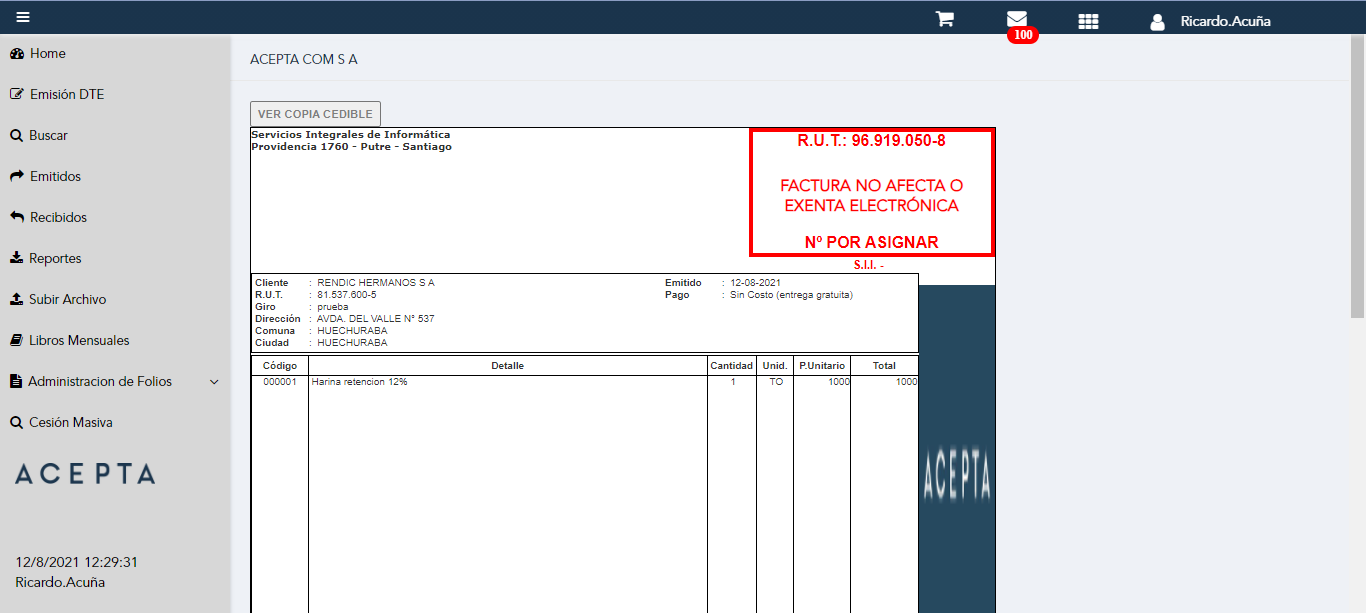 100
Ricardo.Acuña
Home
Emisión DTE
Buscar
Emitidos
Recibidos
Reportes
Subir Archivo
Libros Mensuales
Administracion de Folios
Cesión Masiva
ACEPTA
12/8/2021 12:29:31
Ricardo.Acuña
ACEPTA COM S A
VER COPIA CEDIBLE
Servicios Integrales de Informática
Providencia 1760 - Putre - Santiago
R.U.T.: 96.919.050-8
FACTURA NO AFECTA O
EXENTA ELECTRÓNICA
Nº POR ASIGNAR
S.I.I. -
Cliente : RENDIC HERMANOS S A Emitido : 12-08-2021
R.U.T. : 81.537.600-5 Pago : Sin Costo (entrega gratuita)
Giro : prueba
Dirección : AVDA. DEL VALLE N° 537
Comuna : HUECHURABA
Ciudad : HUECHURABA
Código Detalle Cantidad Unid. P.Unitario Total
000001 Harina retencion 12% 1 TO 1000 1000
ACEPTA